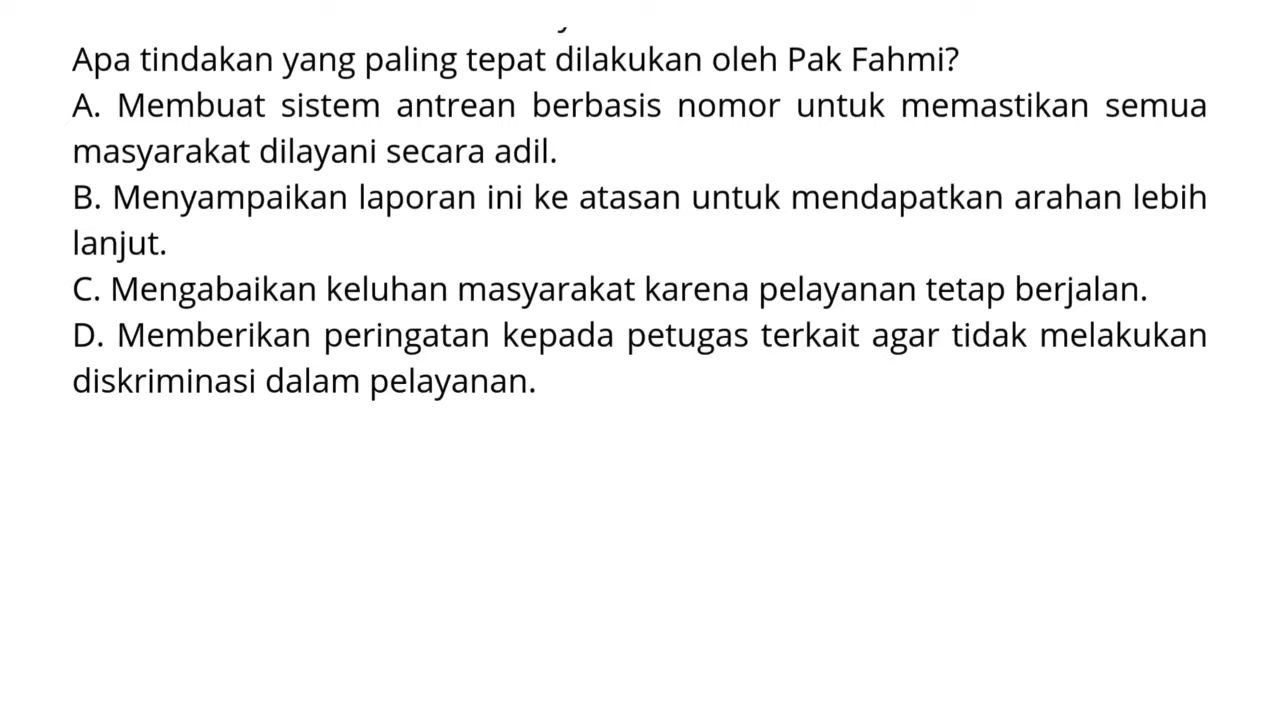 Apa tindakan yang paling tepat dilakukan oleh Pak Fahmi?
A. Membuat sistem antrean berbasis nomor untuk memastikan semua
masyarakat dilayani secara adil.
B. Menyampaikan laporan ini ke atasan untuk mendapatkan arahan lebih
lanjut.
C. Mengabaikan keluhan masyarakat karena pelayanan tetap berjalan.
D. Memberikan peringatan kepada petugas terkait agar tidak melakukan
diskriminasi dalam pelayanan.